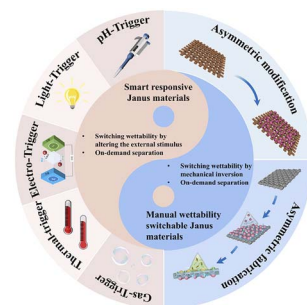 pH-Trigger
Light-Trigger
Electro-Trigger
Thermal-trigger
Gas-Trigger
Asymmetric modification
Asymmetric fabrication
Smart responsive
Janus materials
• Switching wettability by
altering the external stimulus
• On-demand separation
• Switching wettability by
mechanical inversion
• On-demand separation
Manual wettability
switchable Janus
materials